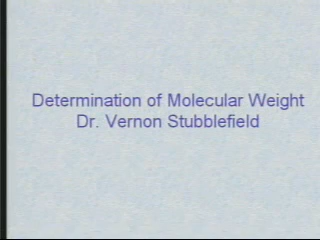 Determination of Molecular Weight
Dr. Vernon Stubblefield